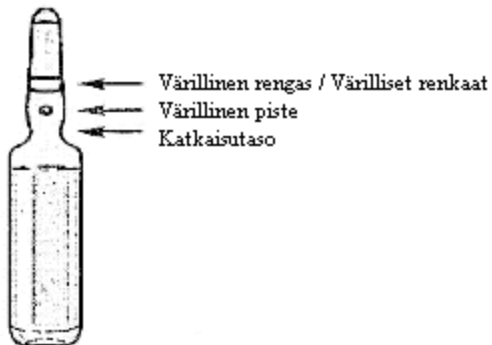 Värillinen rengas / Värilliset renkaat
Värillinen piste
Katkaisutaso